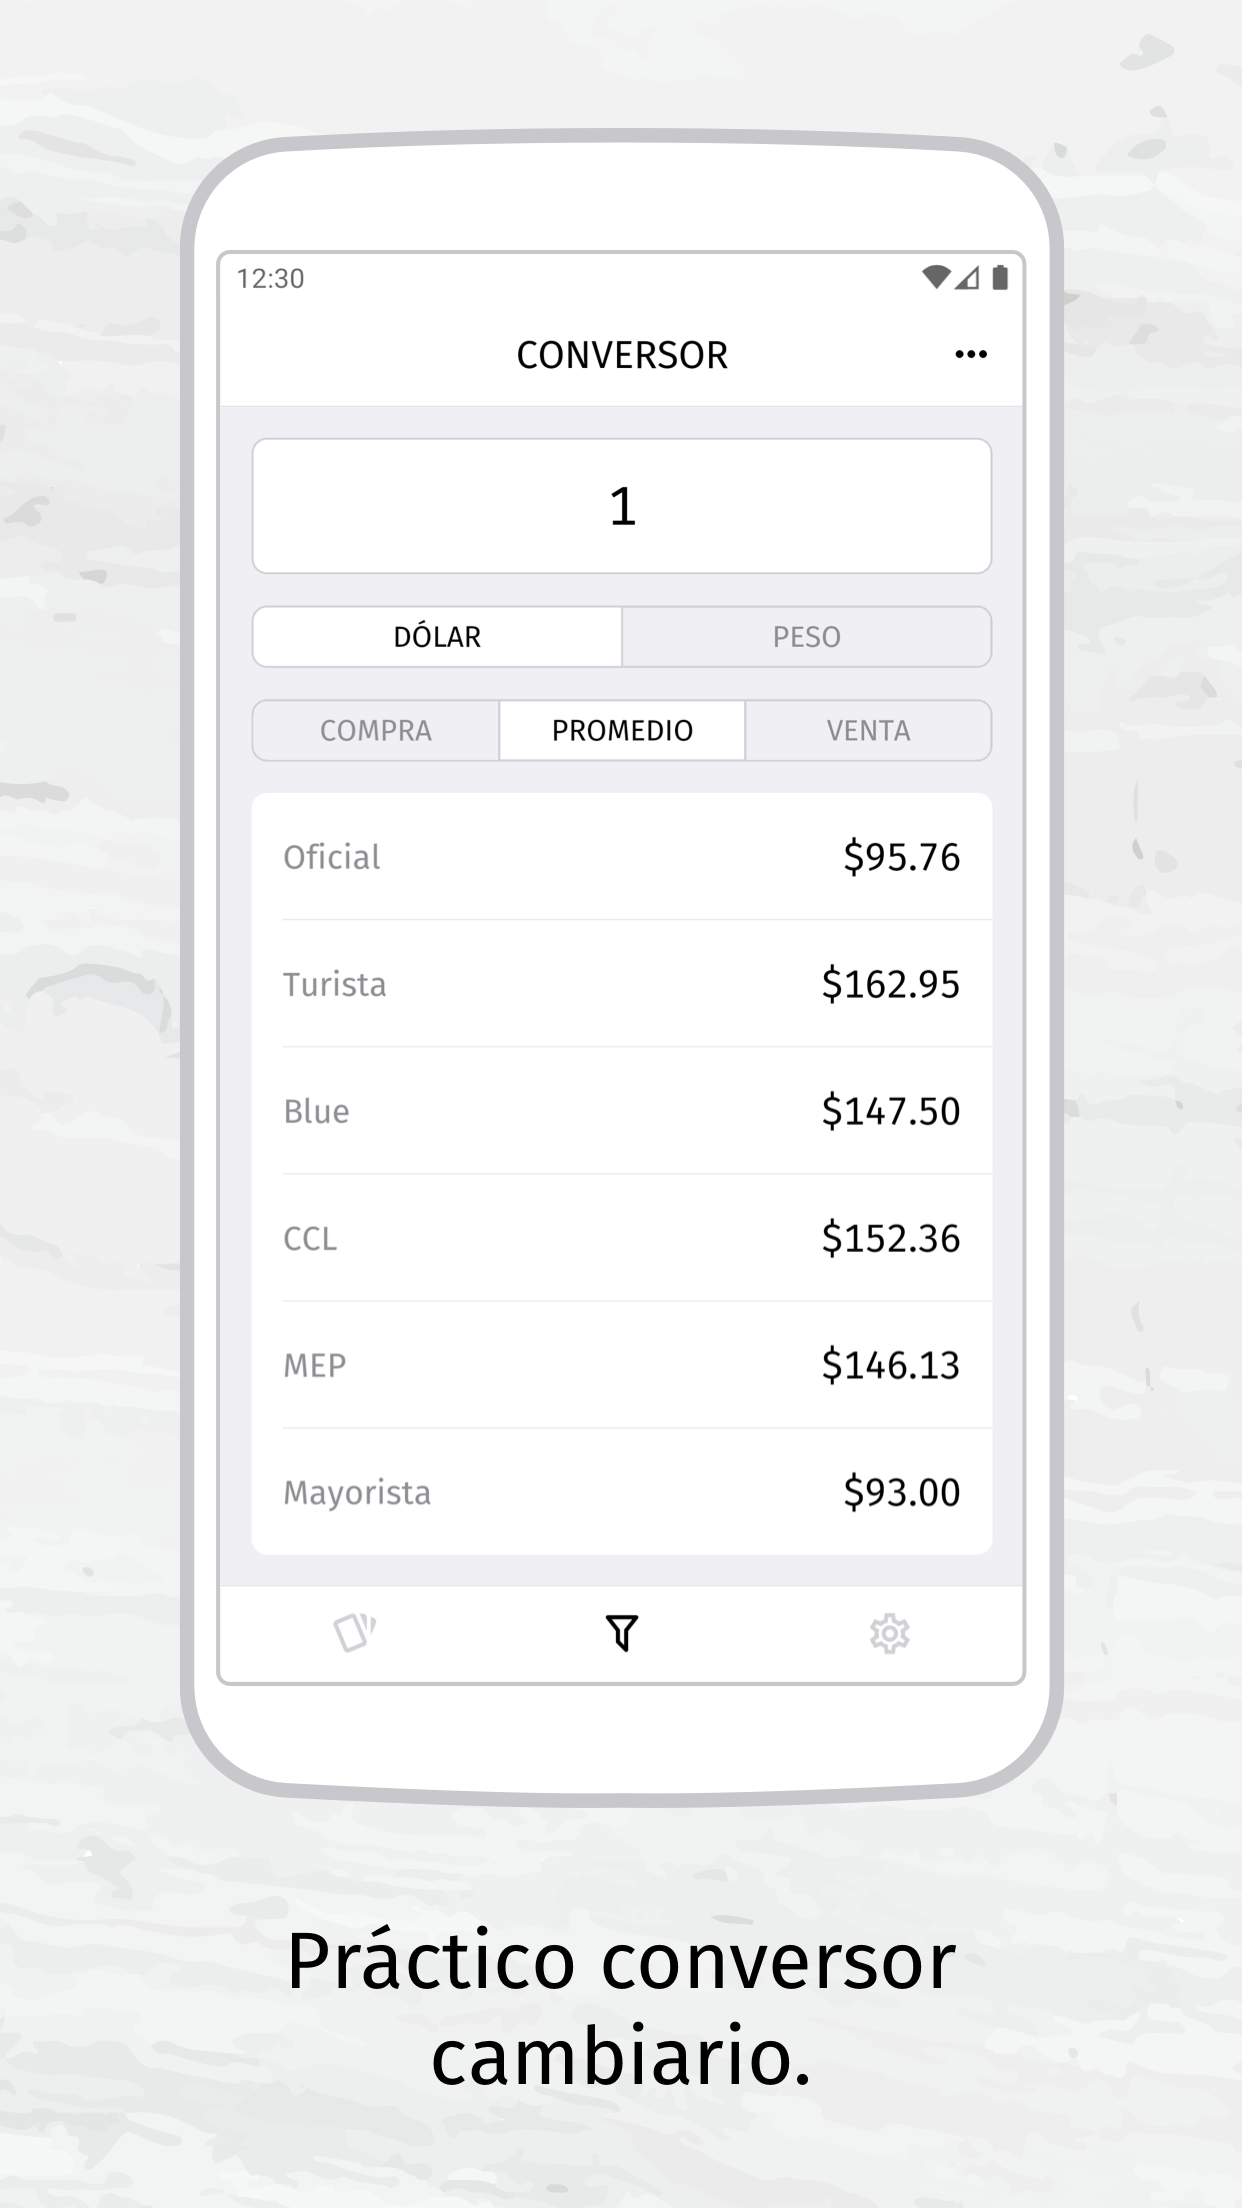 12:30
CONVERSOR
1
DÓLAR PESO
COMPRA PROMEDIO VENTA
Oficial $95.76
Turista $162.95
Blue $147.50
CCL $152.36
MEP $146.13
Mayorista $93.00
Práctico conversor
cambiario.